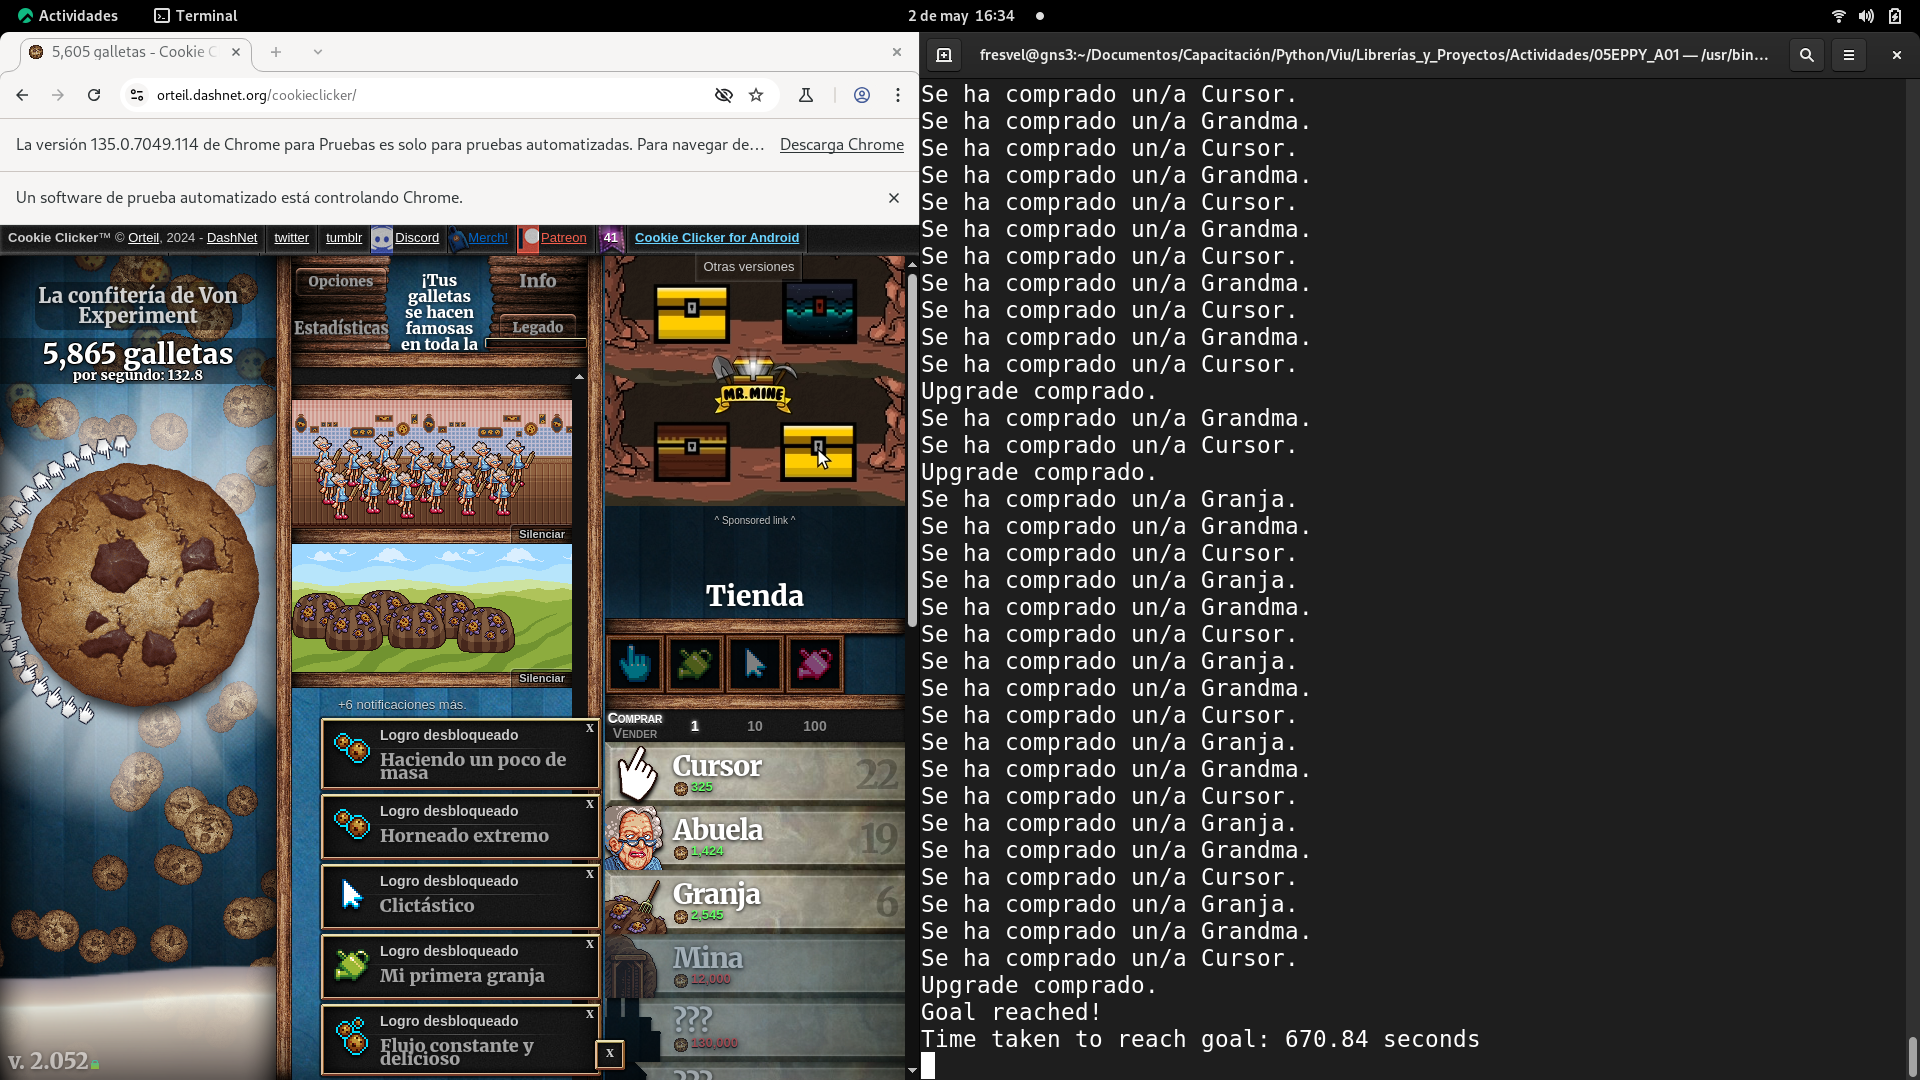 Actividades
Terminal
2 de may 16:34
5,605 galletas - Cookie C
orteil.dashnet.org/cookieclicker/
La versión 135.0.7049.114 de Chrome para Pruebas es solo para pruebas automatizadas. Para navegar de…
Descarga Chrome
Un software de prueba automatizado está controlando Chrome.
Cookie Clicker™ © Orteil, 2024 - DashNet
twitter
tumblr
Discord
Merch!
Patreon
41
Cookie Clicker for Android
Otras versiones
La confitería de Von
Experiment
5,865 galletas
por segundo: 132.8
v. 2.052
Opciones
Estadísticas
¡Tus
galletas
se hacen
famosas
en toda la
Info
Legado
Silenciar
Silenciar
+6 notificaciones más.
x
Logro desbloqueado
Haciendo un poco de
masa
x
Logro desbloqueado
Horneado extremo
x
Logro desbloqueado
Clictástico
x
Logro desbloqueado
Mi primera granja
x
Logro desbloqueado
Flujo constante y
delicioso
x
MR. MINE
^ Sponsored link ^
Tienda
Comprar
Vender
1
10
100
Cursor
325
22
Abuela
1,424
19
Granja
2,545
6
Mina
12,000
???
130,000
???
fresvel@gns3:~/Documentos/Capacitación/Python/Viu/Librerías_y_Proyectos/Actividades/05EPPY_A01 — /usr/bin…
Se ha comprado un/a Cursor.
Se ha comprado un/a Grandma.
Se ha comprado un/a Cursor.
Se ha comprado un/a Grandma.
Se ha comprado un/a Cursor.
Se ha comprado un/a Grandma.
Se ha comprado un/a Cursor.
Se ha comprado un/a Grandma.
Se ha comprado un/a Cursor.
Se ha comprado un/a Grandma.
Se ha comprado un/a Cursor.
Upgrade comprado.
Se ha comprado un/a Grandma.
Se ha comprado un/a Cursor.
Upgrade comprado.
Se ha comprado un/a Granja.
Se ha comprado un/a Grandma.
Se ha comprado un/a Cursor.
Se ha comprado un/a Granja.
Se ha comprado un/a Grandma.
Se ha comprado un/a Cursor.
Se ha comprado un/a Granja.
Se ha comprado un/a Grandma.
Se ha comprado un/a Cursor.
Se ha comprado un/a Granja.
Se ha comprado un/a Grandma.
Se ha comprado un/a Cursor.
Se ha comprado un/a Granja.
Se ha comprado un/a Grandma.
Se ha comprado un/a Cursor.
Se ha comprado un/a Granja.
Se ha comprado un/a Grandma.
Se ha comprado un/a Cursor.
Upgrade comprado.
Goal reached!
Time taken to reach goal: 670.84 seconds